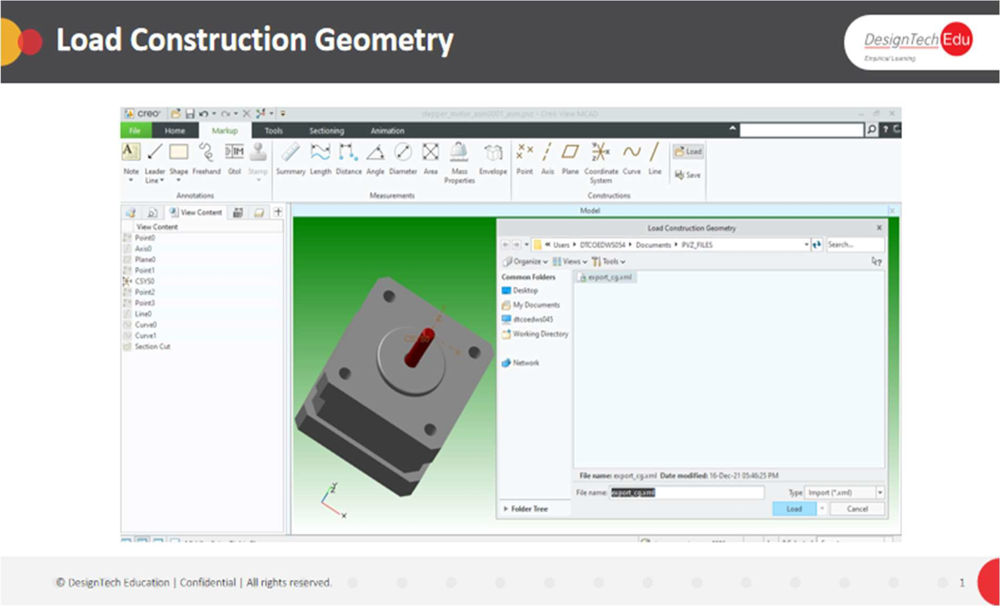 Load Construction Geometry
DesignTech Edu
Empirical Learning
creo
stepper_motor_asm0001_asm.pvz - Creo View MCAD
File Home Markup Tools Sectioning Animation
Note Leader Line Shape Freehand Gtol Stamp Summary Length Distance Angle Diameter Area Mass Properties Envelope Point Axis Plane Coordinate System Curve Line Load
Save
Annotations Measurements Constructions
View Content
Model
View Content
Point0
Axis0
Plane0
Point1
CSYS0
Point2
Point3
Line0
Curve0
Curve1
Section Cut
CSYS0
Z
X
Y
Z
X
Load Construction Geometry
« Users DTCOEDWS054 Documents PVZ_FILES Search...
Organize Views Tools
Common Folders
Desktop
My Documents
dtcoedws045
Working Directory
Network
Folder Tree
export_cg.xml
File name: export_cg.xml Date modified: 16-Dec-21 05:46:25 PM
File name: export_cg.xml Type Import (*.xml)
Load Cancel
© DesignTech Education | Confidential | All rights reserved.
1